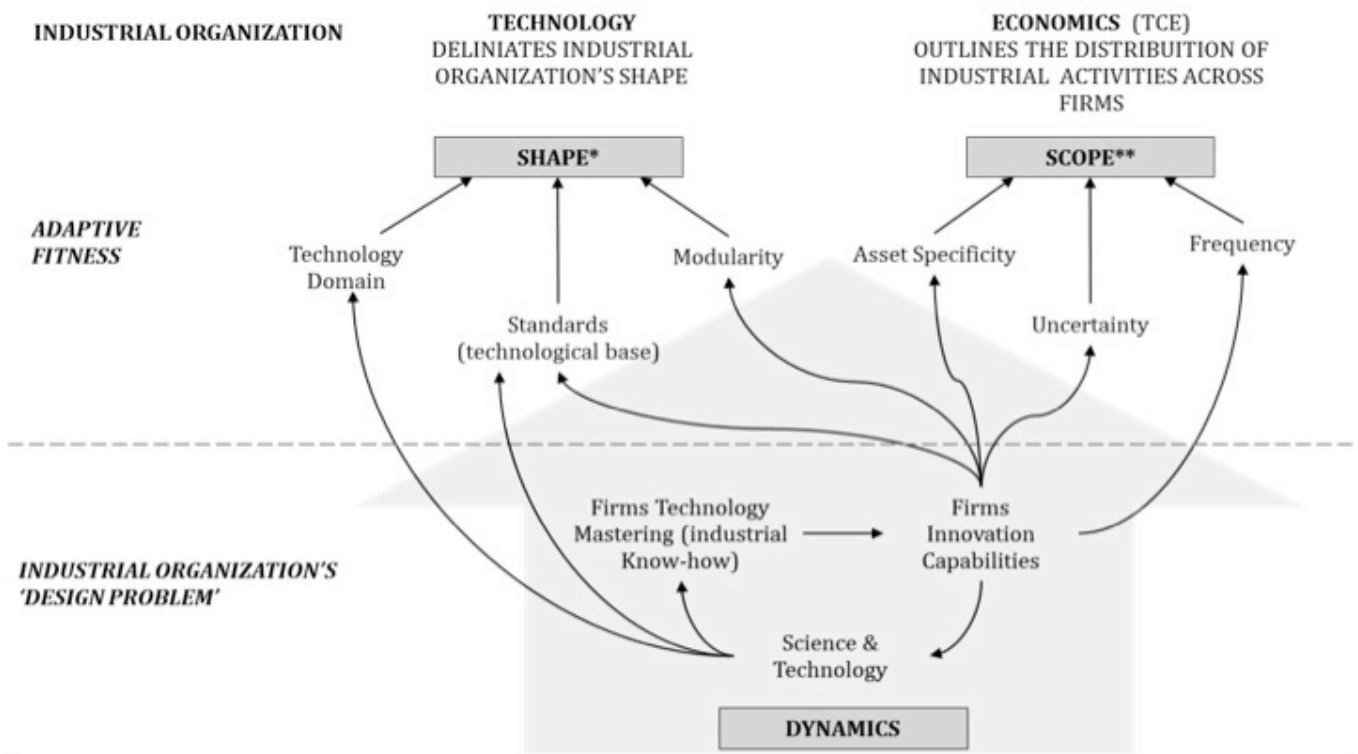 INDUSTRIAL ORGANIZATION
TECHNOLOGY
DELINIATES INDUSTRIAL
ORGANIZATION'S SHAPE
ECONOMICS (TCE)
OUTLINES THE DISTRIBUITION OF
INDUSTRIAL ACTIVITIES ACROSS
FIRMS
SHAPE*
SCOPE**
ADAPTIVE
FITNESS
Technology
Domain
Modularity
Asset Specificity
Frequency
Standards
(technological base)
Uncertainty
INDUSTRIAL ORGANIZATION'S
'DESIGN PROBLEM'
Firms Technology
Mastering (industrial
Know-how)
Firms
Innovation
Capabilities
Science &
Technology
DYNAMICS